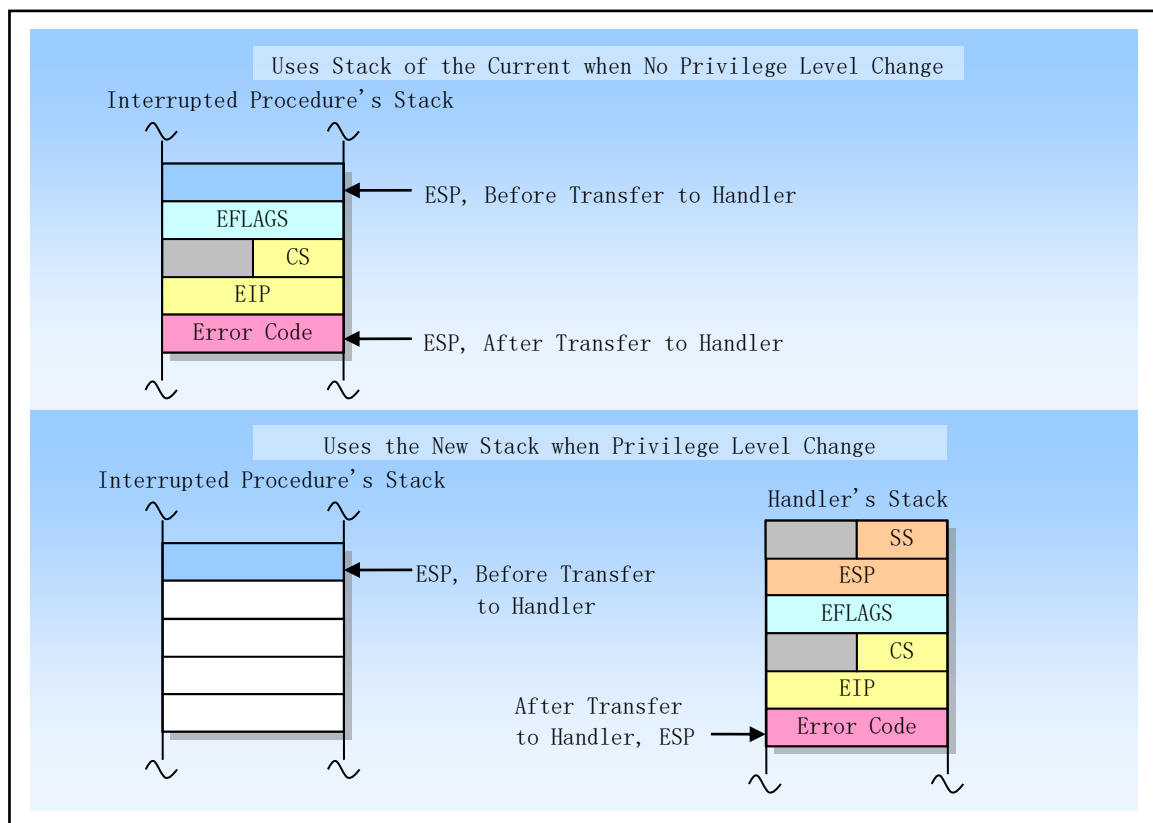 Uses Stack of the Current when No Privilege Level Change
Interrupted Procedure's Stack
ESP, Before Transfer to Handler
EFLAGS
CS
EIP
Error Code
ESP, After Transfer to Handler
Uses the New Stack when Privilege Level Change
Interrupted Procedure's Stack
ESP, Before Transfer
to Handler
Handler's Stack
SS
ESP
EFLAGS
CS
EIP
Error Code
After Transfer
to Handler, ESP